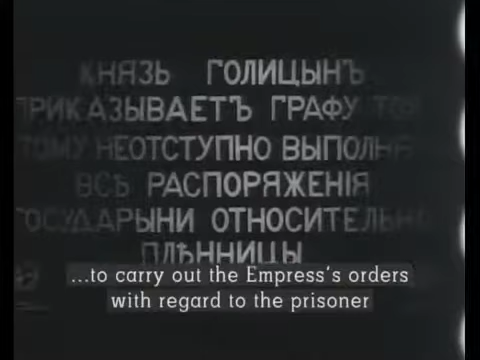 КНЯЗЬ ГОЛИЦЫНЪ
ПРИКАЗЫВАЕТЪ ГРАФУ
НЕОТСТУПНО
ВСѢ РАСПОРЯЖЕНІЯ
ГОСУДАРЫНИ
ПЛѢННИЦЫ
...to carry out the Empress's orders
with regard to the prisoner